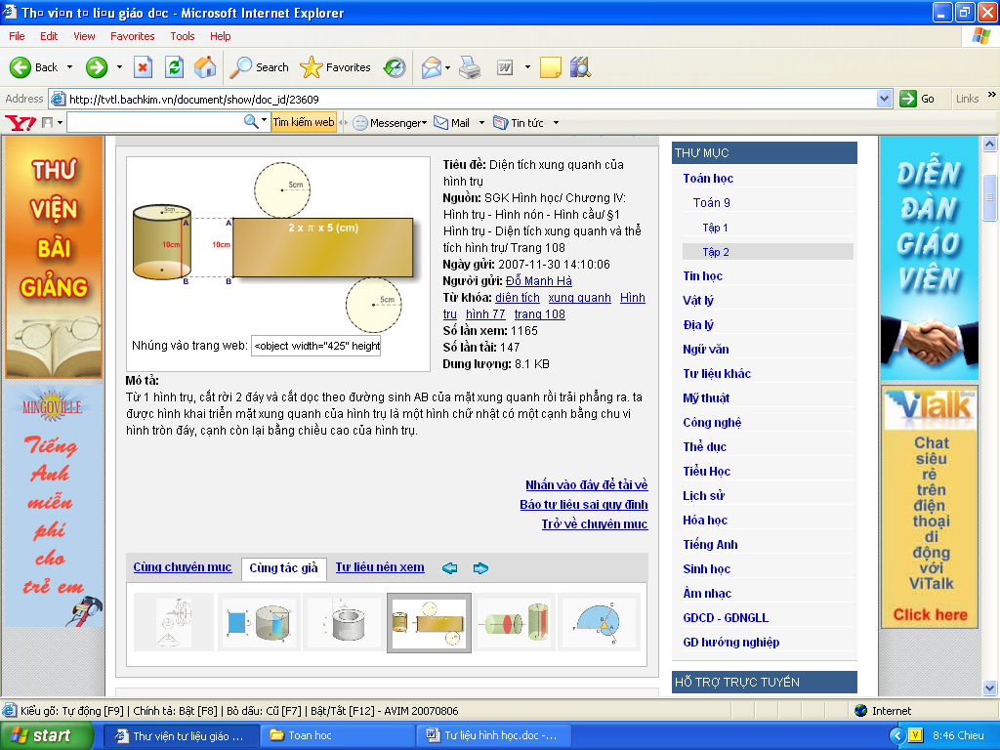 Thƣ viện tƣ liệu giáo dục - Microsoft Internet Explorer
File Edit View Favorites Tools Help
Back Search Favorites
Address http://tvtl.bachkim.vn/document/show/doc_id/23609 Go Links »
Y! Tìm kiếm web Messenger Mail Tin tức
THƯ
VIỆN
BÀI
GIẢNG
MINGOVILLE
Tiếng
Anh
miễn
phí
cho
trẻ em
5cm
5cm
A A 2 x π x 5 (cm)
10cm 10cm
B B
5cm
Nhúng vào trang web: <object width="425" height
Tiêu đề: Diện tích xung quanh của
hình trụ
Nguồn: SGK Hình học/ Chương IV:
Hình trụ - Hình nón - Hình cầu/ §1
Hình trụ - Diện tích xung quanh và thể
tích hình trụ/ Trang 108
Ngày gửi: 2007-11-30 14:10:06
Người gửi: Đỗ Mạnh Hà
Từ khóa: diện tích xung quanh Hình
trụ hình 77 trang 108
Số lần xem: 1165
Số lần tải: 147
Dung lượng: 8.1 KB
Mô tả:
Từ 1 hình trụ, cắt rời 2 đáy và cắt dọc theo đường sinh AB của mặt xung quanh rồi trải phẳng ra. ta
được hình khai triển mặt xung quanh của hình trụ là một hình chữ nhật có một cạnh bằng chu vi
hình tròn đáy, cạnh còn lại bằng chiều cao của hình trụ.
Nhấn vào đây để tải về
Báo tư liệu sai quy định
Trở về chuyên mục
Cùng chuyên mục Cùng tác giả Tư liệu nên xem
THƯ MỤC
Toán học
Toán 9
Tập 1
Tập 2
Tin học
Vật lý
Địa lý
Ngữ văn
Tư liệu khác
Mỹ thuật
Công nghệ
Thể dục
Tiểu Học
Lịch sử
Hóa học
Tiếng Anh
Sinh học
Âm nhạc
GDCD - GDNGLL
GD hướng nghiệp
HỖ TRỢ TRỰC TUYẾN
DIỄN
ĐÀN
GIÁO
VIÊN
ViTalk Beta
Chat
siêu
rẻ
trên
điện
thoại
di
động
với
ViTalk
Click here
Kiểu gõ: Tự động [F9] | Chính tả: Bật [F8] | Bỏ dấu: Cũ [F7] | Bật/Tắt [F12] - AVIM 20070806 Internet
start Thư viện tư liệu giáo ... Toan hoc Tư liệu hình học.doc -... V 8:46 Chieu